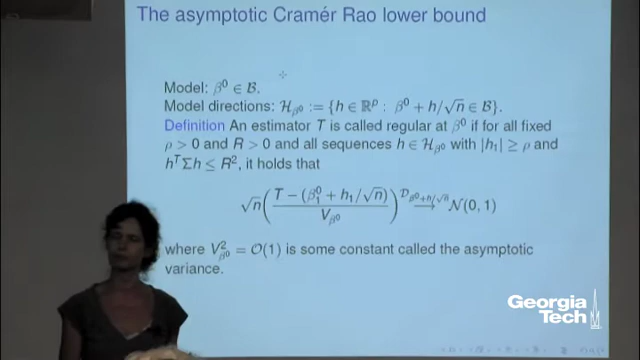 The asymptotic Cramér Rao lower bound
Model: β⁰ ∈ ℬ.
Model directions: ℋ_{β⁰} := {h ∈ ℝᵖ : β⁰ + h/√n ∈ ℬ}.
Definition An estimator T is called regular at β⁰ if for all fixed
ρ > 0 and R > 0 and all sequences h ∈ ℋ_{β⁰} with |h₁| ≥ ρ and
hᵀΣh ≤ R², it holds that
√n( (T − (β₁⁰ + h₁/√n)) / V_{β⁰} ) →^{𝒟_{β⁰+h/√n}} 𝒩(0, 1)
where V²_{β⁰} = 𝒪(1) is some constant called the asymptotic
variance.
Georgia
Tech